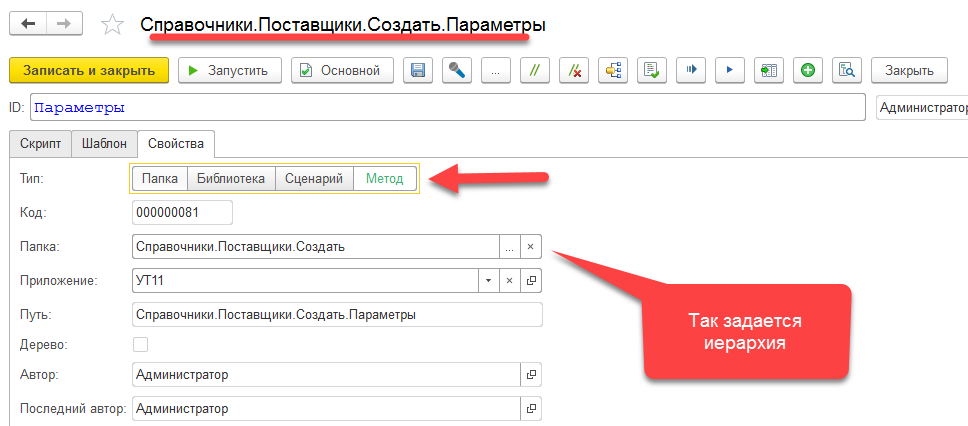 Справочники.Поставщики.Создать.Параметры
Записать и закрыть Запустить Основной ... Закрыть
ID: Параметры Администратор
Скрипт Шаблон Свойства
Тип: Папка Библиотека Сценарий Метод
Код: 000000081
Папка: Справочники.Поставщики.Создать ... ×
Приложение: УТ11 ×
Путь: Справочники.Поставщики.Создать.Параметры
Дерево:
Автор: Администратор
Последний автор: Администратор
Так задается
иерархия